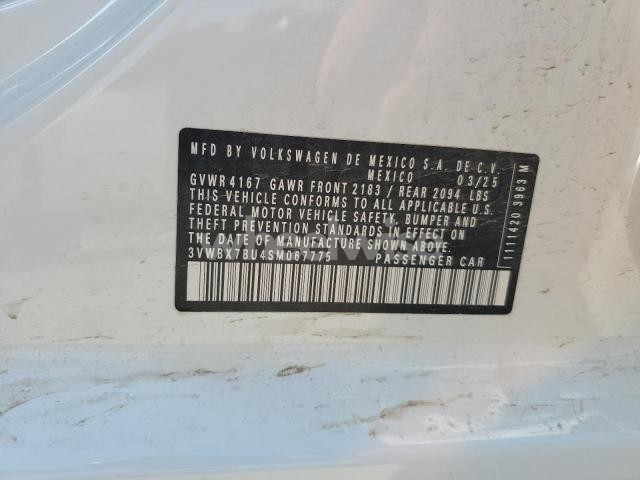 MFD BY VOLKSWAGEN DE MEXICO S.A. DE C.V.
MEXICO 03/25
GVWR 4167 GAWR FRONT 2183 / REAR 2094 LBS
THIS VEHICLE CONFORMS TO ALL APPLICABLE U.S.
FEDERAL MOTOR VEHICLE SAFETY, BUMPER AND
THEFT PREVENTION STANDARDS IN EFFECT ON
THE DATE OF MANUFACTURE SHOWN ABOVE.
3VWBX7BU4SM087775 PASSENGER CAR
1111420 3963 M